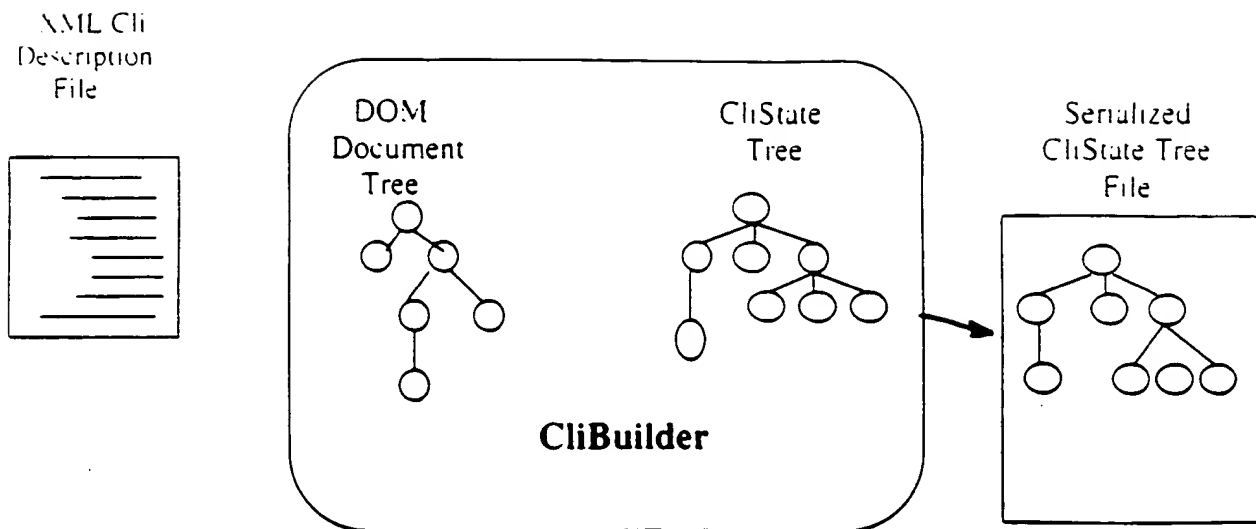 XML Cli
Description
File
DOM
Document
Tree
CliState
Tree
Serialized
CliState Tree
File
CliBuilder